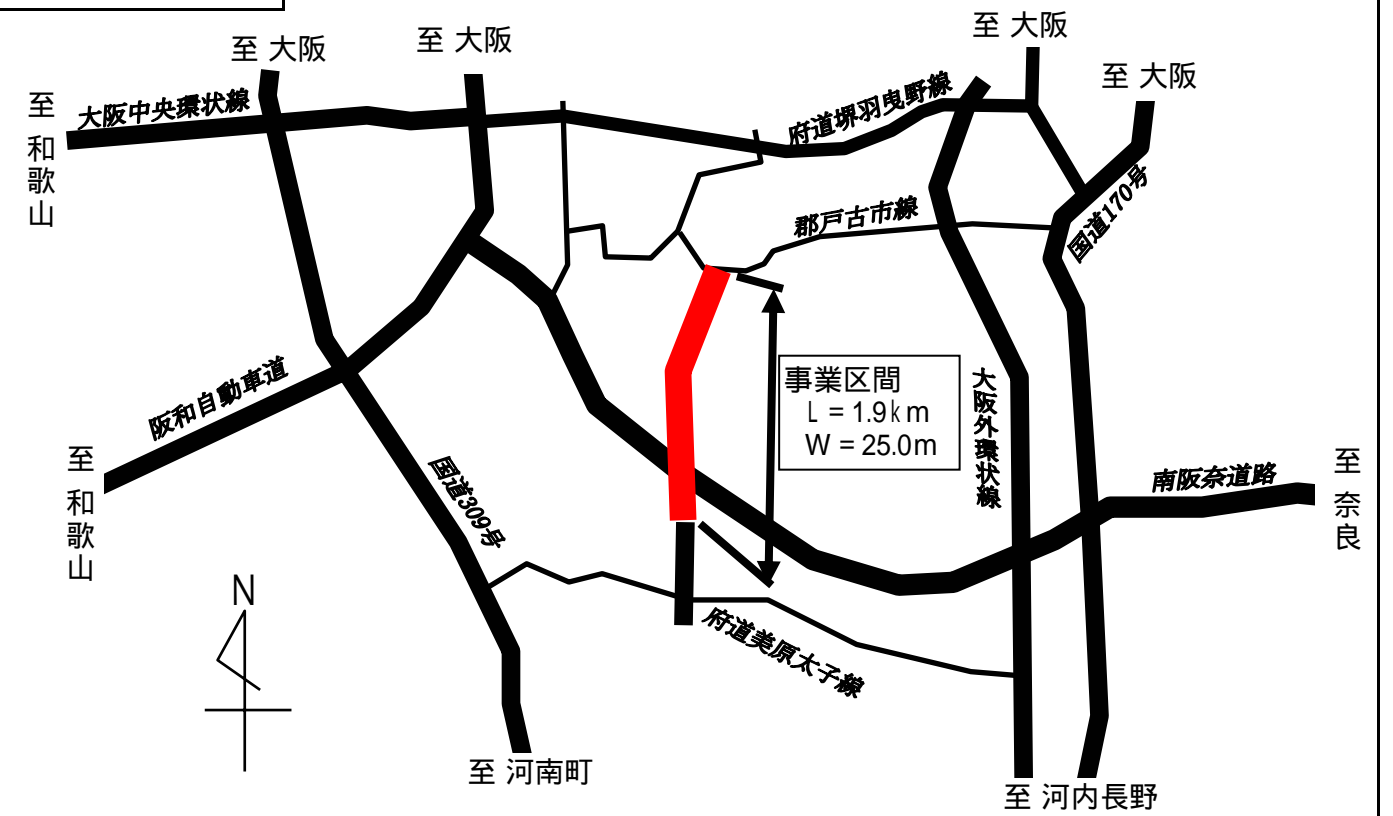 至 大阪
至 大阪
至 大阪
至 大阪
至 和歌山
大阪中央環状線
府道堺羽曳野線
国道170号
郡戸古市線
阪和自動車道
事業区間
L = 1.9km
W = 25.0m
大阪外環状線
至 和歌山
国道309号
南阪奈道路
至 奈良
N
府道美原太子線
至 河南町
至 河内長野